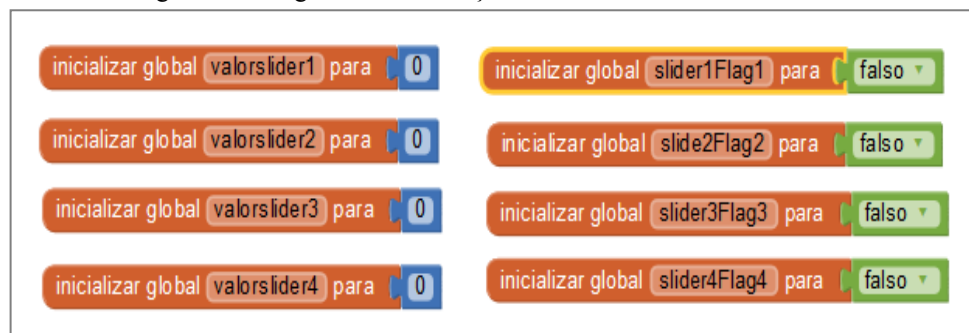 inicializar global valorslider1 para 0
inicializar global slider1Flag1 para falso
inicializar global valorslider2 para 0
inicializar global slide2Flag2 para falso
inicializar global valorslider3 para 0
inicializar global slider3Flag3 para falso
inicializar global valorslider4 para 0
inicializar global slider4Flag4 para falso